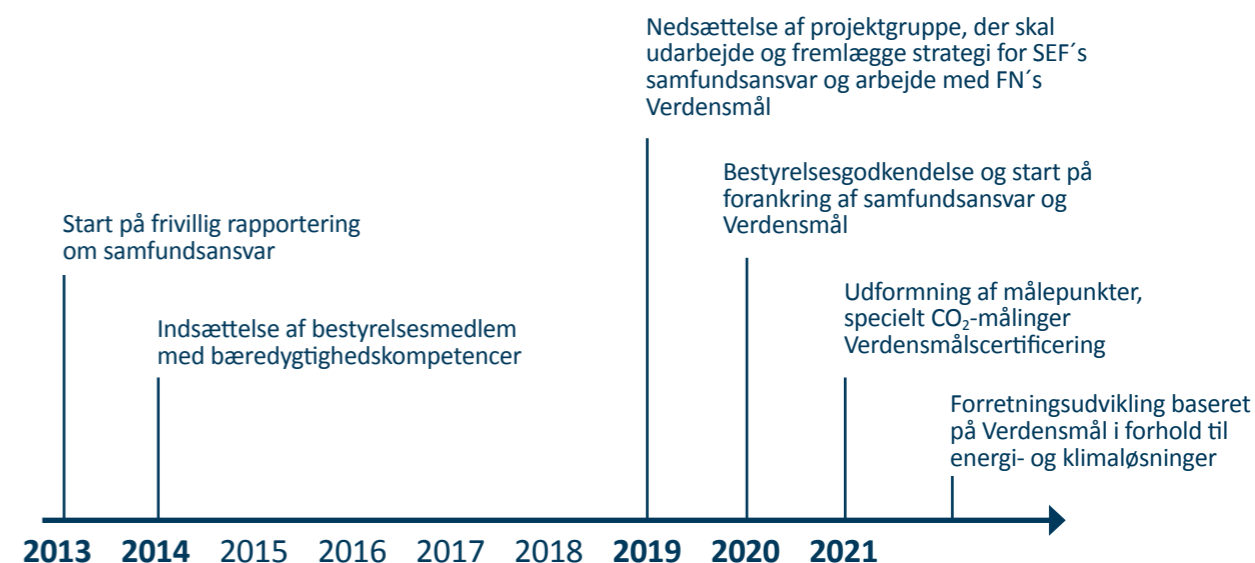 Nedsættelse af projektgruppe, der skal
udarbejde og fremlægge strategi for SEF´s
samfundsansvar og arbejde med FN´s
Verdensmål
Bestyrelsesgodkendelse og start på
forankring af samfundsansvar og
Verdensmål
Start på frivillig rapportering
om samfundsansvar
Udformning af målepunkter,
specielt CO₂-målinger
Verdensmålscertificering
Indsættelse af bestyrelsesmedlem
med bæredygtighedskompetencer
Forretningsudvikling baseret
på Verdensmål i forhold til
energi- og klimaløsninger
2013 2014 2015 2016 2017 2018 2019 2020 2021